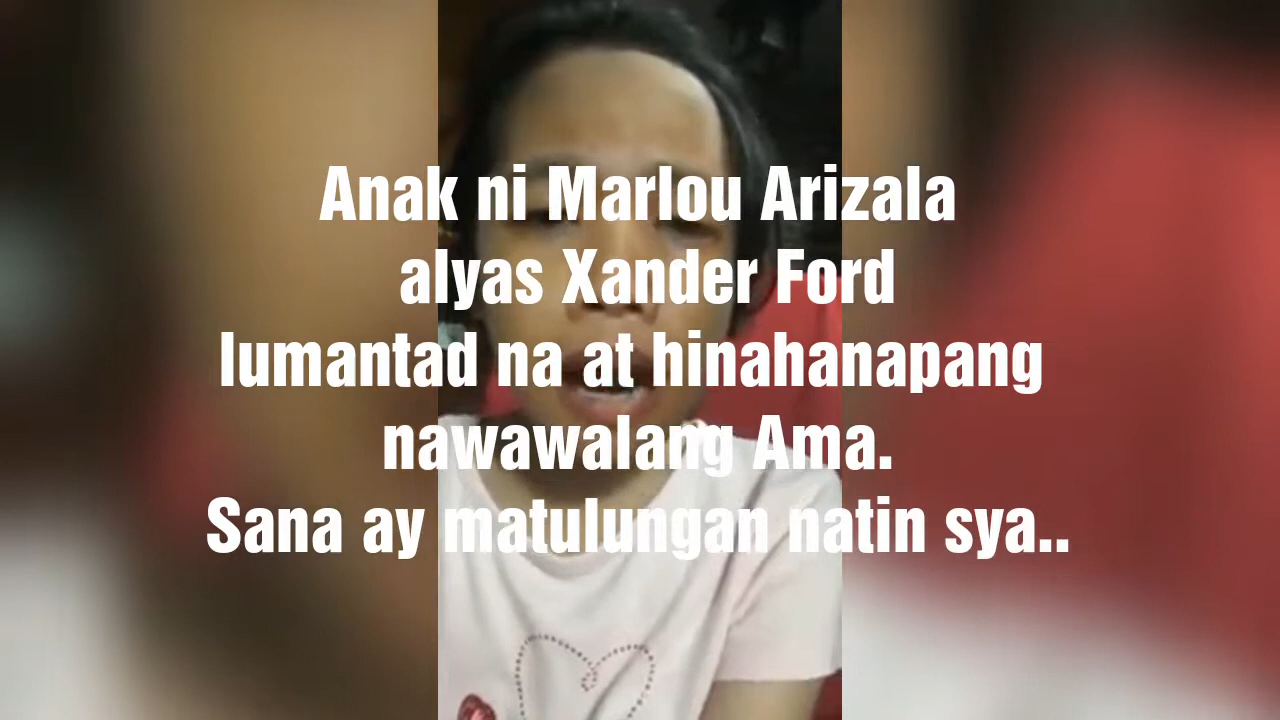 Anak ni Marlou Arizala
alyas Xander Ford
lumantad na at hinahanapang
nawawalang Ama.
Sana ay matulungan natin sya..